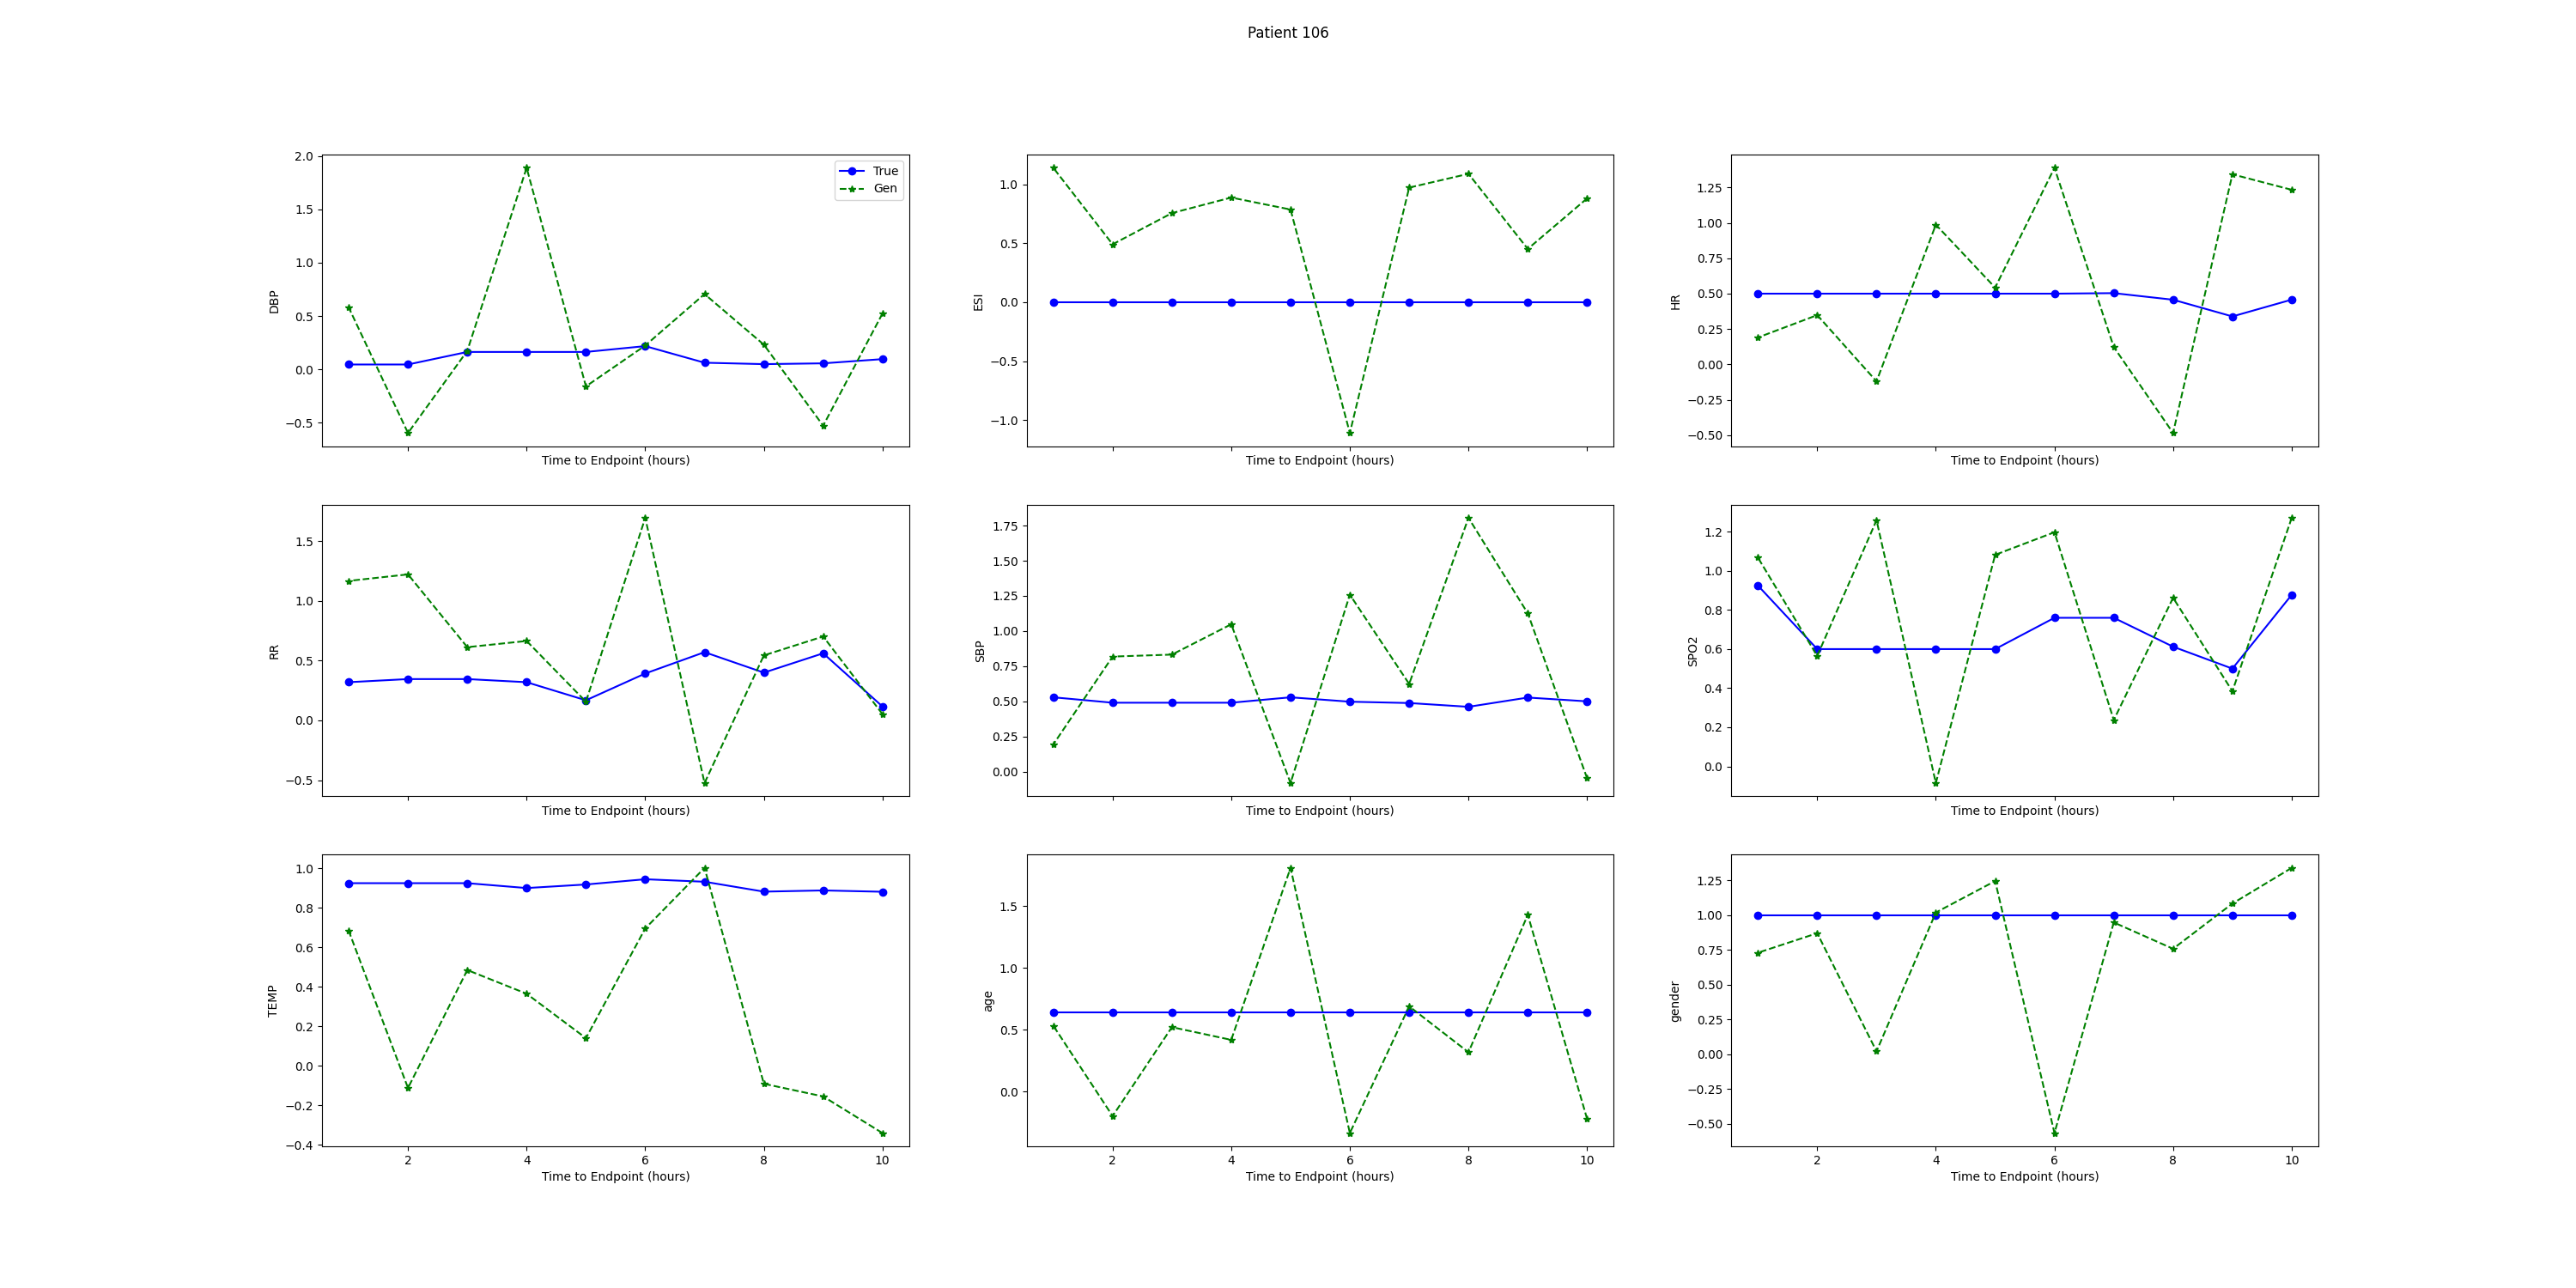 Patient 106
True
Gen
2.0
1.5
1.0
0.5
0.0
−0.5
DBP
Time to Endpoint (hours)
1.0
0.5
0.0
−0.5
−1.0
ESI
Time to Endpoint (hours)
1.25
1.00
0.75
0.50
0.25
0.00
−0.25
−0.50
HR
Time to Endpoint (hours)
1.5
1.0
0.5
0.0
−0.5
RR
Time to Endpoint (hours)
1.75
1.50
1.25
1.00
0.75
0.50
0.25
0.00
SBP
Time to Endpoint (hours)
1.2
1.0
0.8
0.6
0.4
0.2
0.0
SPO2
Time to Endpoint (hours)
1.0
0.8
0.6
0.4
0.2
0.0
−0.2
−0.4
TEMP
2 4 6 8 10
Time to Endpoint (hours)
1.5
1.0
0.5
0.0
age
2 4 6 8 10
Time to Endpoint (hours)
1.25
1.00
0.75
0.50
0.25
0.00
−0.25
−0.50
gender
2 4 6 8 10
Time to Endpoint (hours)